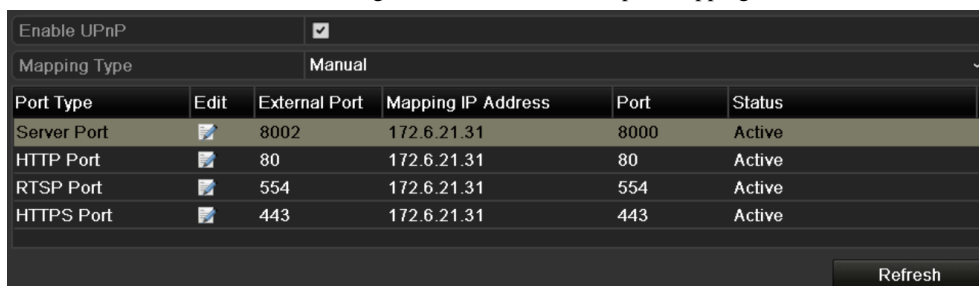 Enable UPnP
Mapping Type Manual
Port Type Edit External Port Mapping IP Address Port Status
Server Port 8002 172.6.21.31 8000 Active
HTTP Port 80 172.6.21.31 80 Active
RTSP Port 554 172.6.21.31 554 Active
HTTPS Port 443 172.6.21.31 443 Active
Refresh